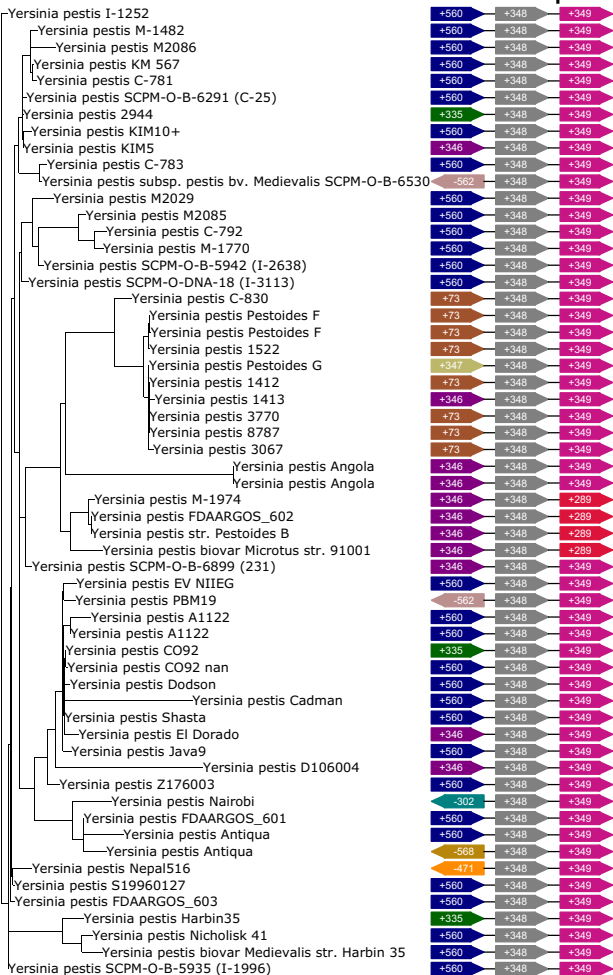 Yersinia pestis I-1252 +560 +348 +349
Yersinia pestis M-1482 +560 +348 +349
Yersinia pestis M2086 +560 +348 +349
Yersinia pestis KM 567 +560 +348 +349
Yersinia pestis C-781 +560 +348 +349
Yersinia pestis SCPM-O-B-6291 (C-25) +560 +348 +349
Yersinia pestis 2944 +335 +348 +349
Yersinia pestis KIM10+ +560 +348 +349
Yersinia pestis KIM5 +346 +348 +349
Yersinia pestis C-783 +560 +348 +349
Yersinia pestis subsp. pestis bv. Medievalis SCPM-O-B-6530 -562 +348 +349
Yersinia pestis M2029 +560 +348 +349
Yersinia pestis M2085 +560 +348 +349
Yersinia pestis C-792 +560 +348 +349
Yersinia pestis M-1770 +560 +348 +349
Yersinia pestis SCPM-O-B-5942 (I-2638) +560 +348 +349
Yersinia pestis SCPM-O-DNA-18 (I-3113) +560 +348 +349
Yersinia pestis C-830 +73 +348 +349
Yersinia pestis Pestoides F +73 +348 +349
Yersinia pestis Pestoides F +73 +348 +349
Yersinia pestis 1522 +73 +348 +349
Yersinia pestis Pestoides G +347 +348 +349
Yersinia pestis 1412 +73 +348 +349
Yersinia pestis 1413 +346 +348 +349
Yersinia pestis 3770 +73 +348 +349
Yersinia pestis 8787 +73 +348 +349
Yersinia pestis 3067 +73 +348 +349
Yersinia pestis Angola +346 +348 +349
Yersinia pestis Angola +346 +348 +349
Yersinia pestis M-1974 +346 +348 +289
Yersinia pestis FDAARGOS_602 +346 +348 +289
Yersinia pestis str. Pestoides B +346 +348 +289
Yersinia pestis biovar Microtus str. 91001 +346 +348 +289
Yersinia pestis SCPM-O-B-6899 (231) +346 +348 +349
Yersinia pestis EV NIIEG +560 +348 +349
Yersinia pestis PBM19 -562 +348 +349
Yersinia pestis A1122 +560 +348 +349
Yersinia pestis A1122 +560 +348 +349
Yersinia pestis CO92 +335 +348 +349
Yersinia pestis CO92 nan +560 +348 +349
Yersinia pestis Dodson +560 +348 +349
Yersinia pestis Cadman +560 +348 +349
Yersinia pestis Shasta +560 +348 +349
Yersinia pestis El Dorado +346 +348 +349
Yersinia pestis Java9 +560 +348 +349
Yersinia pestis D106004 +346 +348 +349
Yersinia pestis Z176003 +560 +348 +349
Yersinia pestis Nairobi -302 +348 +349
Yersinia pestis FDAARGOS_601 +560 +348 +349
Yersinia pestis Antiqua +560 +348 +349
Yersinia pestis Antiqua -568 +348 +349
Yersinia pestis Nepal516 -471 +348 +349
Yersinia pestis S19960127 +560 +348 +349
Yersinia pestis FDAARGOS_603 +560 +348 +349
Yersinia pestis Harbin35 +335 +348 +349
Yersinia pestis Nicholisk 41 +560 +348 +349
Yersinia pestis biovar Medievalis str. Harbin 35 +560 +348 +349
Yersinia pestis SCPM-O-B-5935 (I-1996) +560 +348 +349